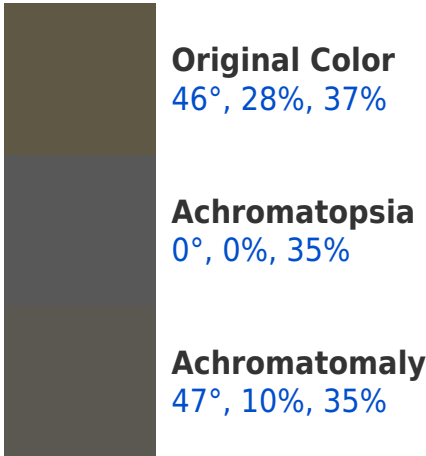 Original Color
46°, 28%, 37%
Achromatopsia
0°, 0%, 35%
Achromatomaly
47°, 10%, 35%